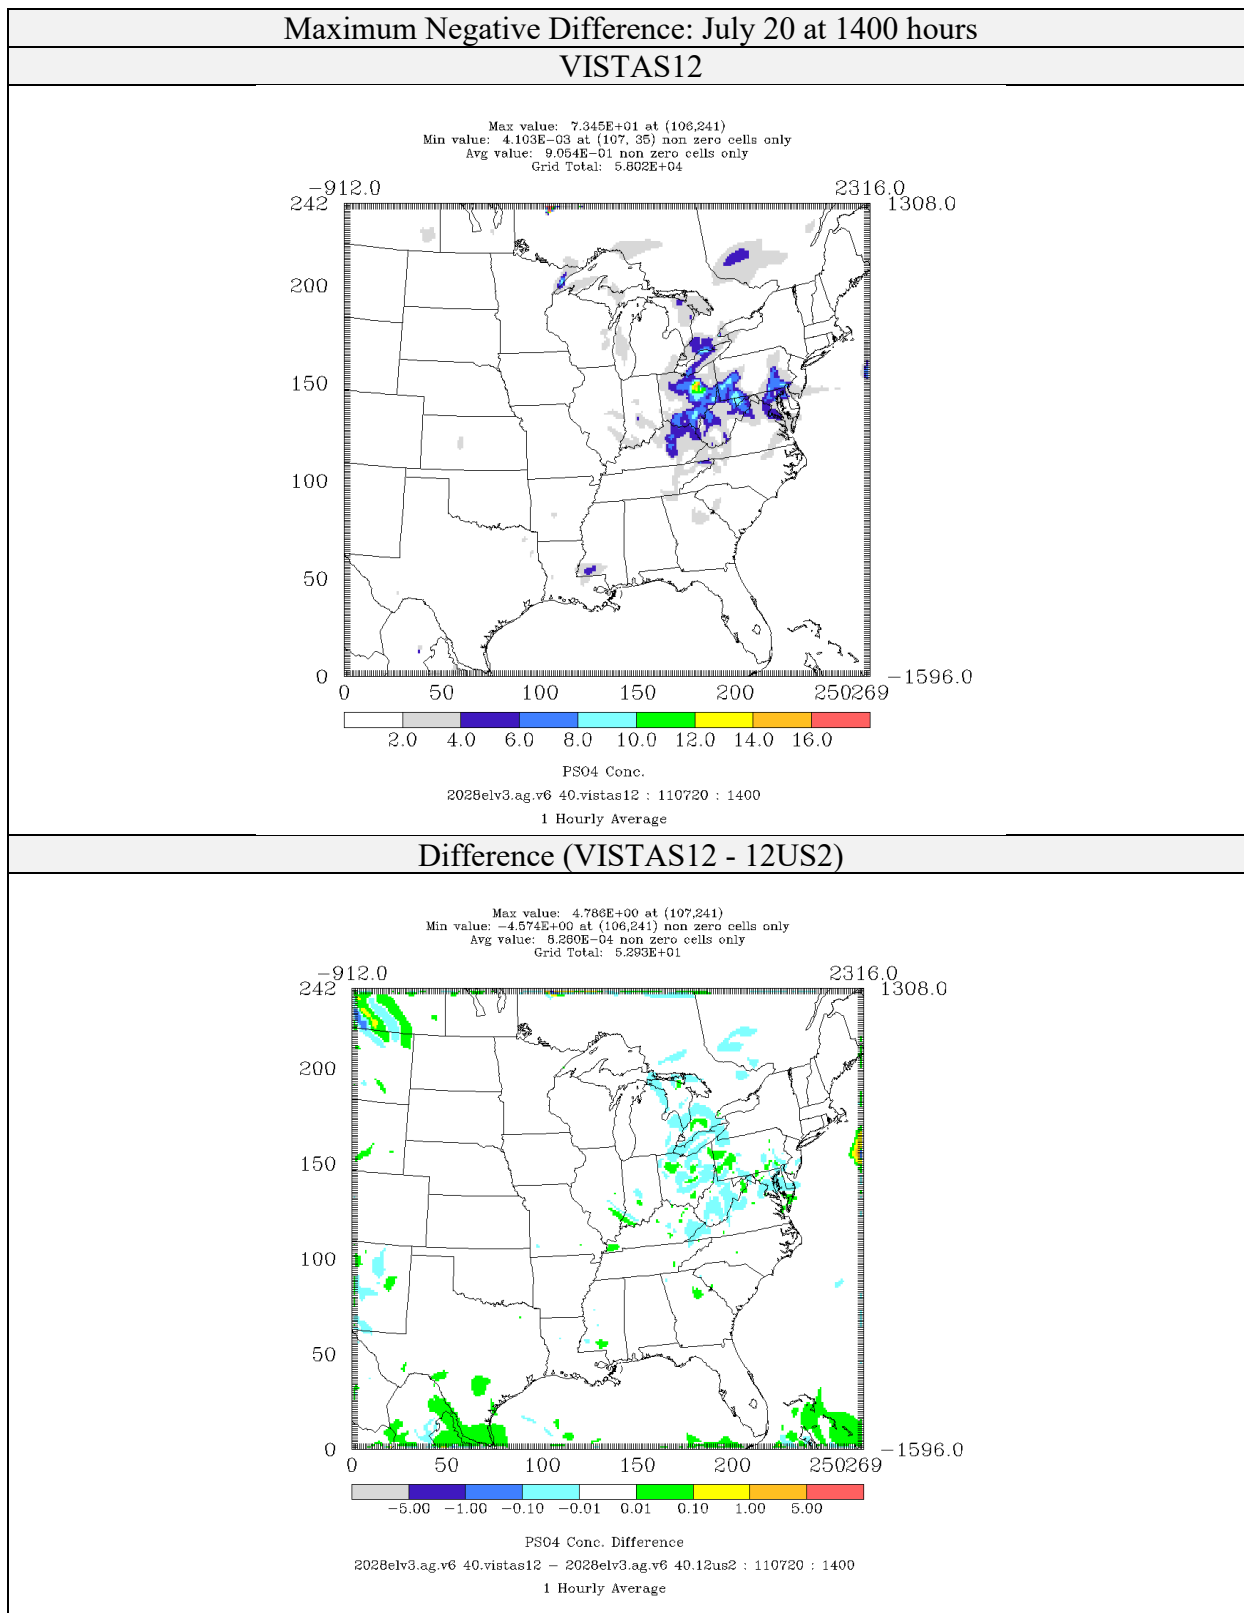 Maximum Negative Difference: July 20 at 1400 hours
VISTAS12
Max value: 7.345E+01 at (106,241)
Min value: 4.103E-03 at (107, 35) non zero cells only
Avg value: 9.054E-01 non zero cells only
Grid Total: 5.802E+04
-912.0 2316.0
242 1308.0
200
150
100
50
0 -1596.0
0 50 100 150 200 250269
2.0 4.0 6.0 8.0 10.0 12.0 14.0 16.0
PSO4 Conc.
2028elv3.ag.v6 40.vistas12 : 110720 : 1400
1 Hourly Average
Difference (VISTAS12 - 12US2)
Max value: 4.786E+00 at (107,241)
Min value: -4.574E+00 at (106,241) non zero cells only
Avg value: 8.260E-04 non zero cells only
Grid Total: 5.293E+01
-912.0 2316.0
242 1308.0
200
150
100
50
0 -1596.0
0 50 100 150 200 250269
-5.00 -1.00 -0.10 -0.01 0.01 0.10 1.00 5.00
PSO4 Conc. Difference
2028elv3.ag.v6 40.vistas12 - 2028elv3.ag.v6 40.12us2 : 110720 : 1400
1 Hourly Average